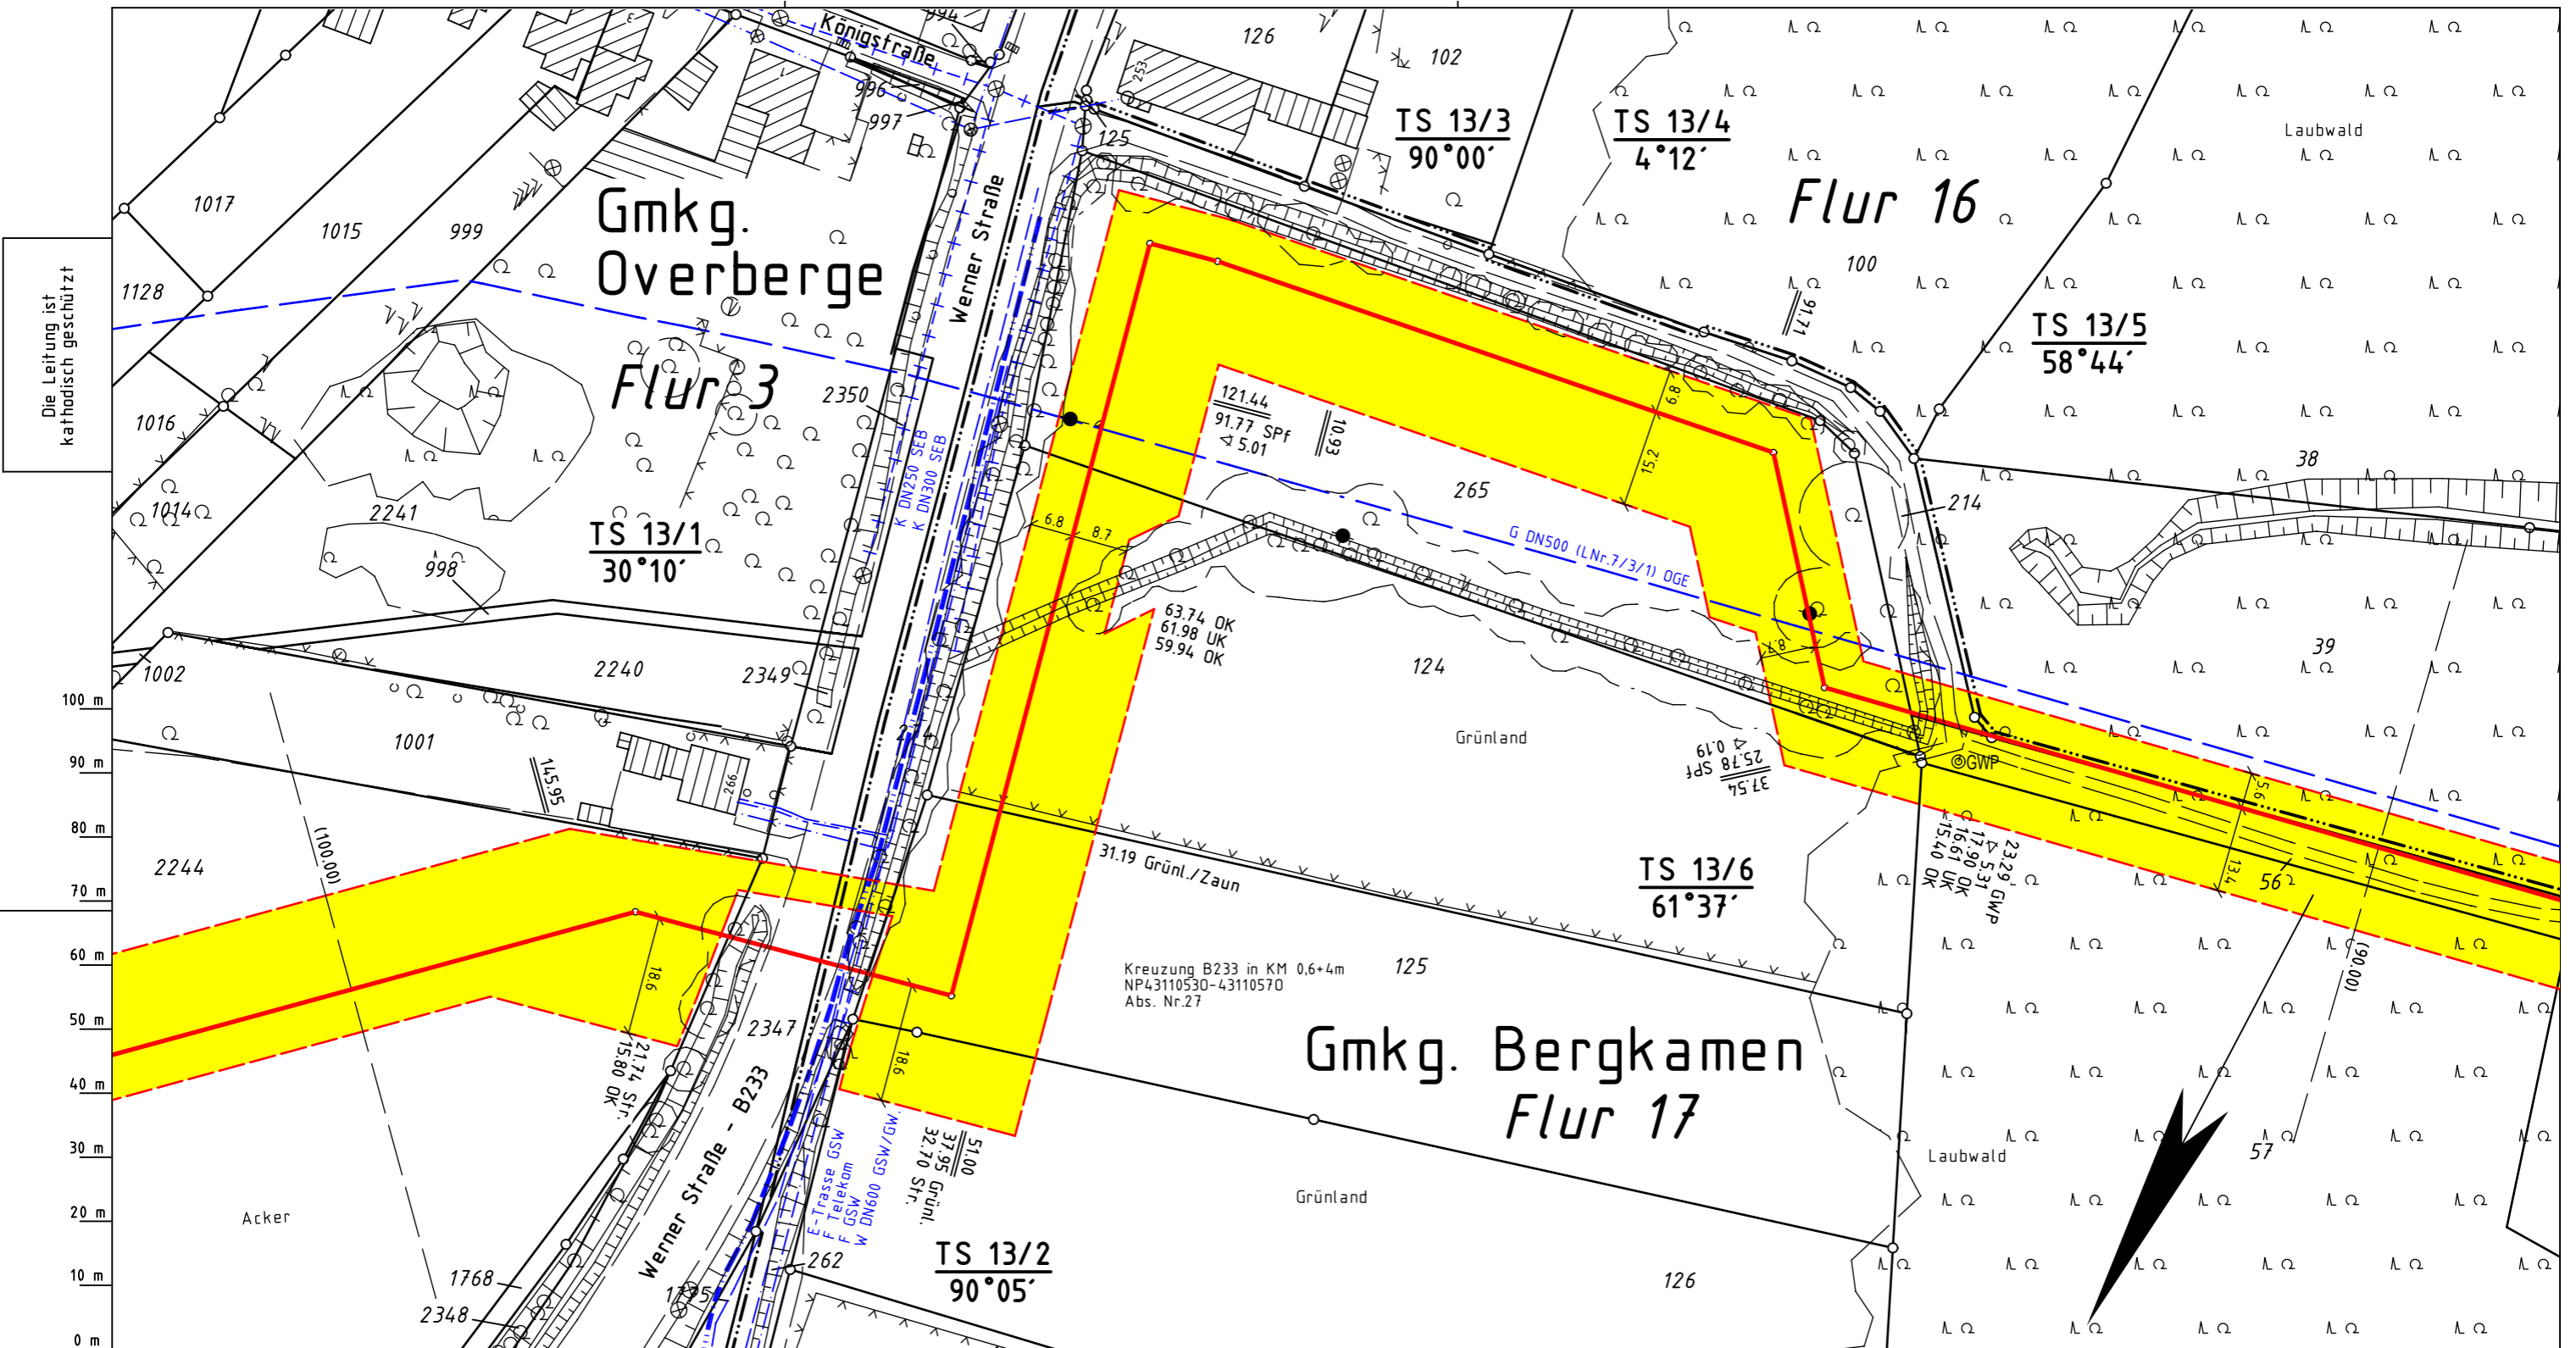 Die Leitung ist
kathodisch geschützt
100 m
90 m
80 m
70 m
60 m
50 m
40 m
30 m
20 m
10 m
0 m
Königstraße
994
996
997
253
126
102
125
1017
1015
999
1128
1016
1014
2241
998
1002
1001
2240
2349
2350
2244
266
145.95
(100.00)
Gmkg.
Overberge
Flur 3
TS 13/1
30°10´
Werner Straße
K DN250 SEB
K DN300 SEB
TS 13/3
90°00´
TS 13/4
4°12´
Flur 16
100
91.71
Laubwald
TS 13/5
58°44´
38
214
39
121.44
91.77 SPf
5.01
10.93
265
6.8
15.2
6.8
8.7
G DN500 (LNr.7/3/1) OGE
63.74 OK
61.98 UK
59.94 OK
124
8.7
Grünland
37.54
25.78 SPf
0.19
GWP
5.6
13.4
23.29 GWP
5.31
17.90 OK
16.61 UK
15.40 OK
56
(90.00)
31.19 Grünl./Zaun
TS 13/6
61°37´
Kreuzung B233 in KM 0,6+4m
NP43110530-43110570
Abs. Nr.27
125
Gmkg. Bergkamen
Flur 17
18.6
21.74 Str.
15.80 OK
2347
Werner Straße - B233
18.6
51.00
37.95 Grünl.
32.70 Str.
E-Trasse GSW
F Telekom
F GSW
W DN600 GSW/GW
Acker
1768
2348
262
TS 13/2
90°05´
Grünland
126
Laubwald
57